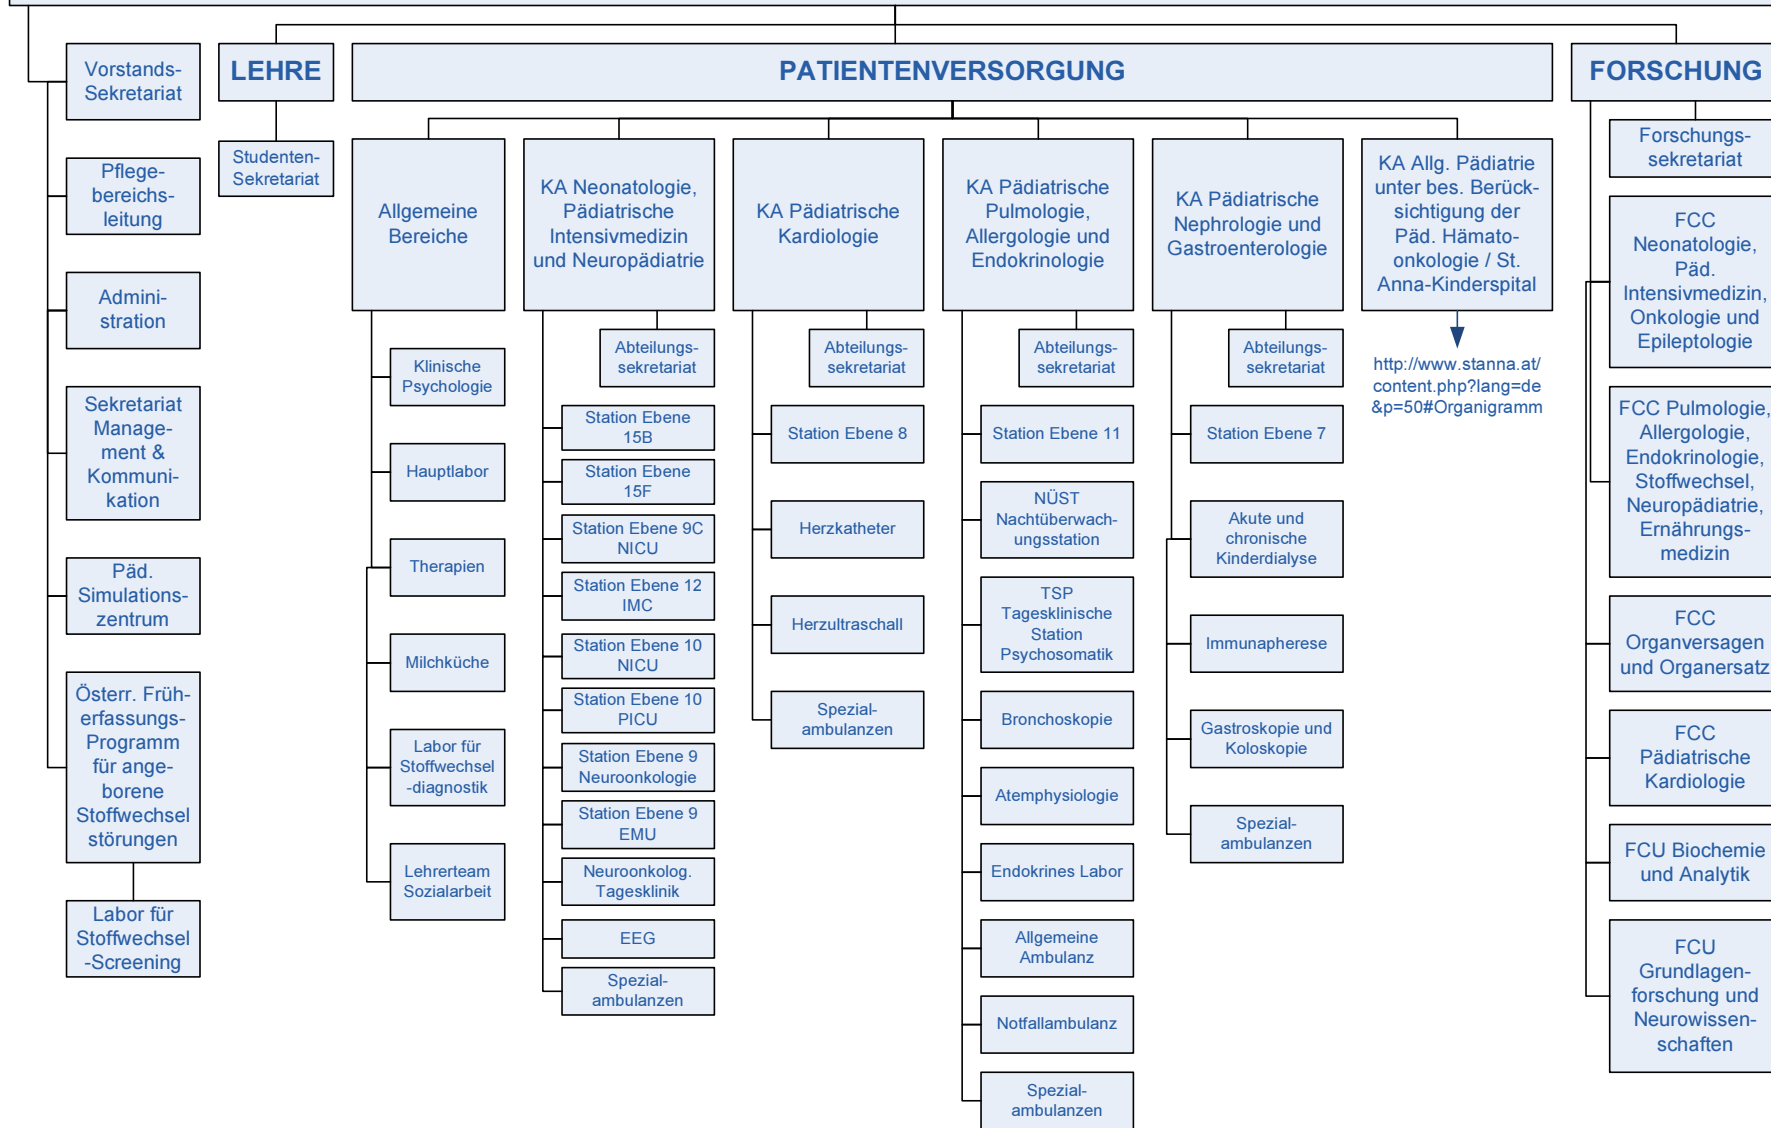 Vorstands-
Sekretariat
Pflege-
bereichs-
leitung
Admini-
stration
Sekretariat
Manage-
ment &
Kommuni-
kation
Päd.
Simulations-
zentrum
Österr. Früh-
erfassungs-
Programm
für ange-
borene
Stoffwechsel
störungen
Labor für
Stoffwechsel
-Screening
LEHRE
Studenten-
Sekretariat
PATIENTENVERSORGUNG
Allgemeine
Bereiche
Klinische
Psychologie
Hauptlabor
Therapien
Milchküche
Labor für
Stoffwechsel
-diagnostik
Lehrerteam
Sozialarbeit
KA Neonatologie,
Pädiatrische
Intensivmedizin
und Neuropädiatrie
Abteilungs-
sekretariat
Station Ebene
15B
Station Ebene
15F
Station Ebene 9C
NICU
Station Ebene 12
IMC
Station Ebene 10
NICU
Station Ebene 10
PICU
Station Ebene 9
Neuroonkologie
Station Ebene 9
EMU
Neuroonkolog.
Tagesklinik
EEG
Spezial-
ambulanzen
KA Pädiatrische
Kardiologie
Abteilungs-
sekretariat
Station Ebene 8
Herzkatheter
Herzultraschall
Spezial-
ambulanzen
KA Pädiatrische
Pulmologie,
Allergologie und
Endokrinologie
Abteilungs-
sekretariat
Station Ebene 11
NÜST
Nachtüberwach-
ungsstation
TSP
Tagesklinische
Station
Psychosomatik
Bronchoskopie
Atemphysiologie
Endokrines Labor
Allgemeine
Ambulanz
Notfallambulanz
Spezial-
ambulanzen
KA Pädiatrische
Nephrologie und
Gastroenterologie
Abteilungs-
sekretariat
Station Ebene 7
Akute und
chronische
Kinderdialyse
Immunapherese
Gastroskopie und
Koloskopie
Spezial-
ambulanzen
KA Allg. Pädiatrie
unter bes. Berück-
sichtigung der
Päd. Hämato-
onkologie / St.
Anna-Kinderspital
http://www.stanna.at/
content.php?lang=de
&p=50#Organigramm
FORSCHUNG
Forschungs-
sekretariat
FCC
Neonatologie,
Päd.
Intensivmedizin,
Onkologie und
Epileptologie
FCC Pulmologie,
Allergologie,
Endokrinologie,
Stoffwechsel,
Neuropädiatrie,
Ernährungs-
medizin
FCC
Organversagen
und Organersatz
FCC
Pädiatrische
Kardiologie
FCU Biochemie
und Analytik
FCU
Grundlagen-
forschung und
Neurowissen-
schaften